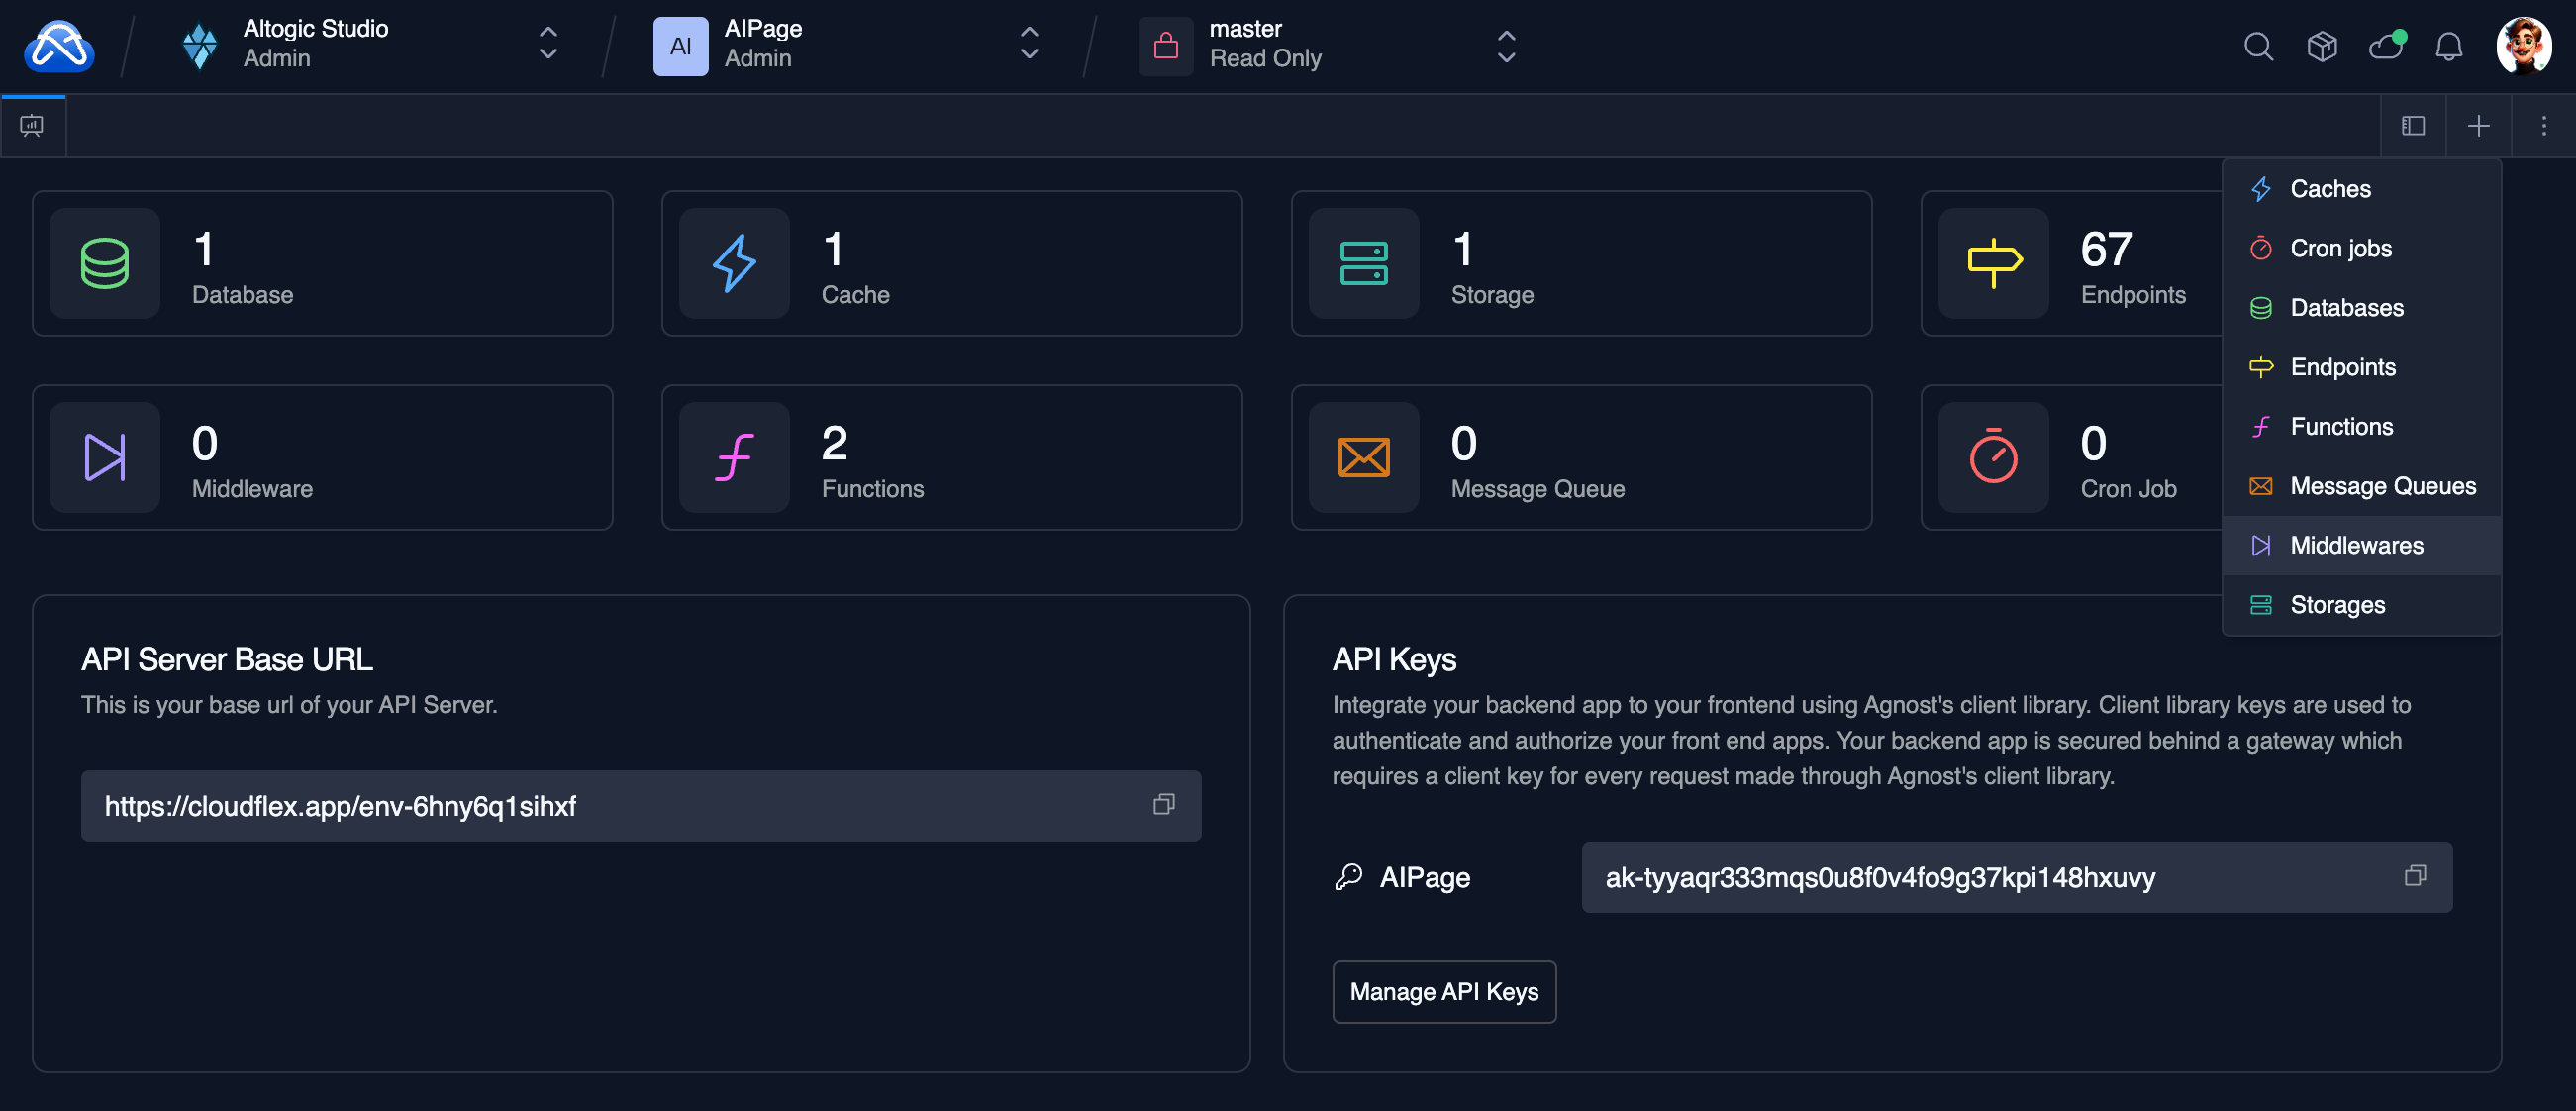 Altogic Studio
Admin
AI
AIPage
Admin
master
Read Only
1
Database
1
Cache
1
Storage
67
Endpoints
0
Middleware
2
Functions
0
Message Queue
0
Cron Job
Caches
Cron jobs
Databases
Endpoints
Functions
Message Queues
Middlewares
Storages
API Server Base URL
This is your base url of your API Server.
https://cloudflex.app/env-6hny6q1sihxf
API Keys
Integrate your backend app to your frontend using Agnost's client library. Client library keys are used to
authenticate and authorize your front end apps. Your backend app is secured behind a gateway which
requires a client key for every request made through Agnost's client library.
AIPage
ak-tyyaqr333mqs0u8f0v4fo9g37kpi148hxuvy
Manage API Keys